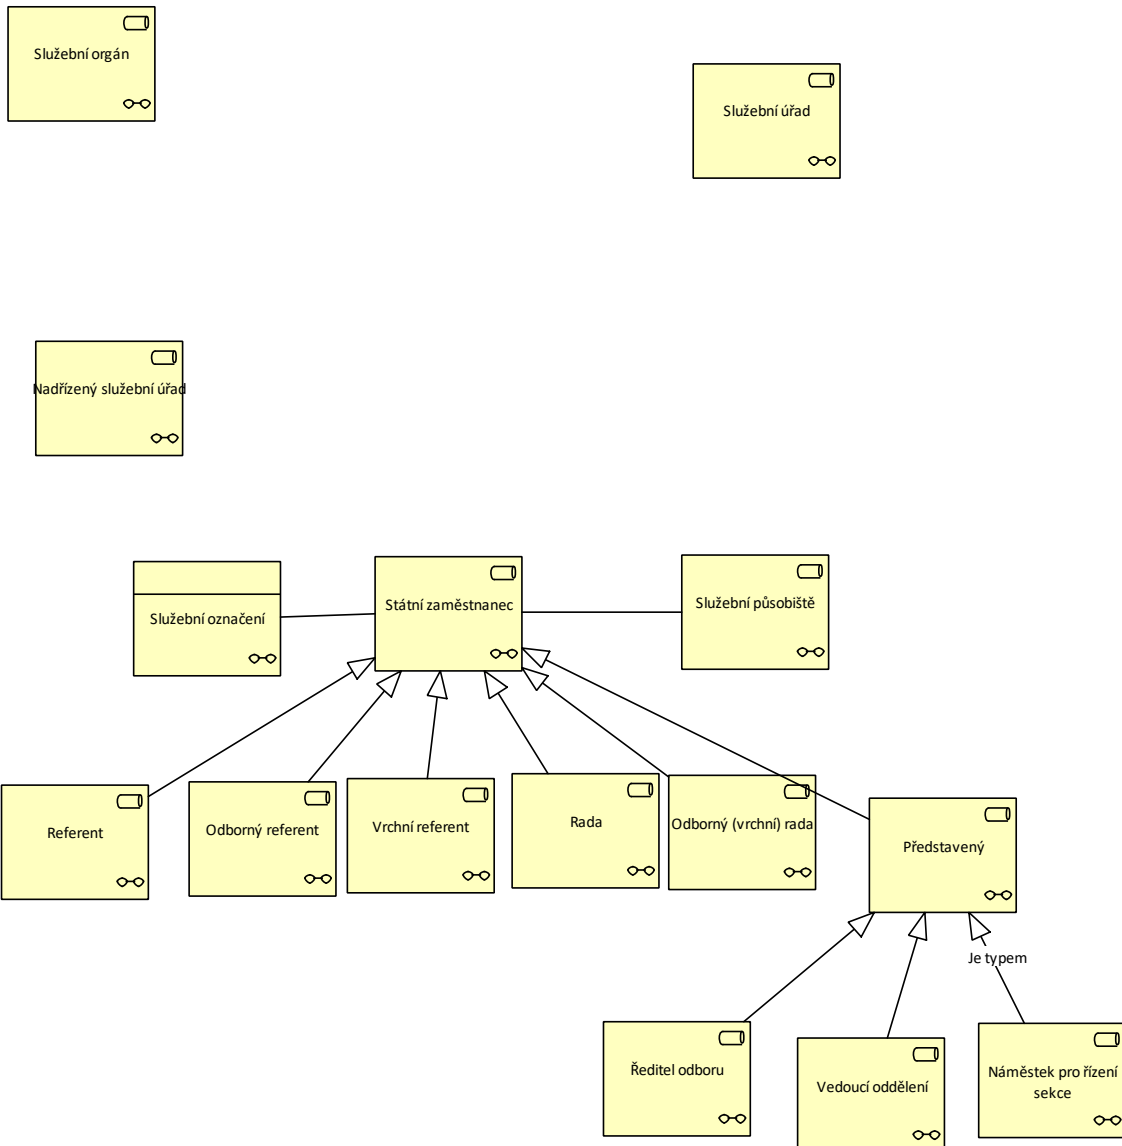 Služební orgán
Služební úřad
Nadřízený služební úřad
Služební označení
Státní zaměstnanec
Služební působiště
Referent
Odborný referent
Vrchní referent
Rada
Odborný (vrchní) rada
Představený
Je typem
Ředitel odboru
Vedoucí oddělení
Náměstek pro řízení
sekce